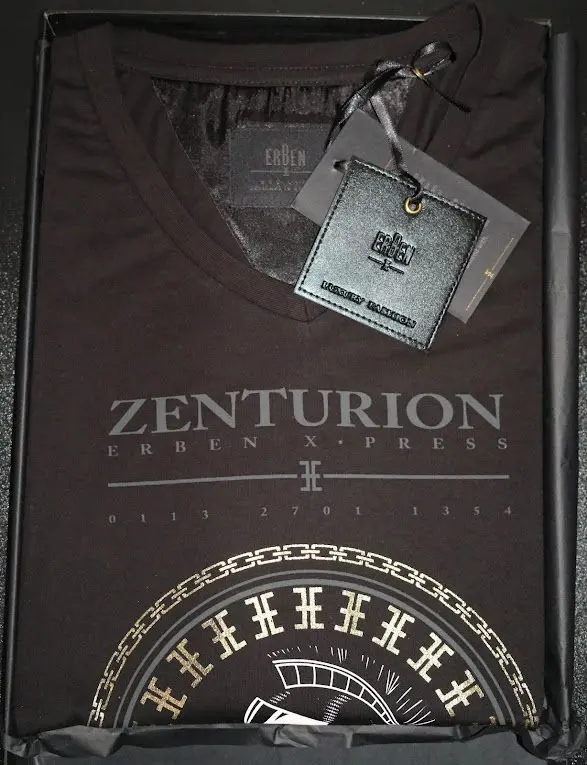 ERBEN
ERBEN
LUXURY FASHION
ZENTURION
ERBEN X·PRESS
0113 2701 1354